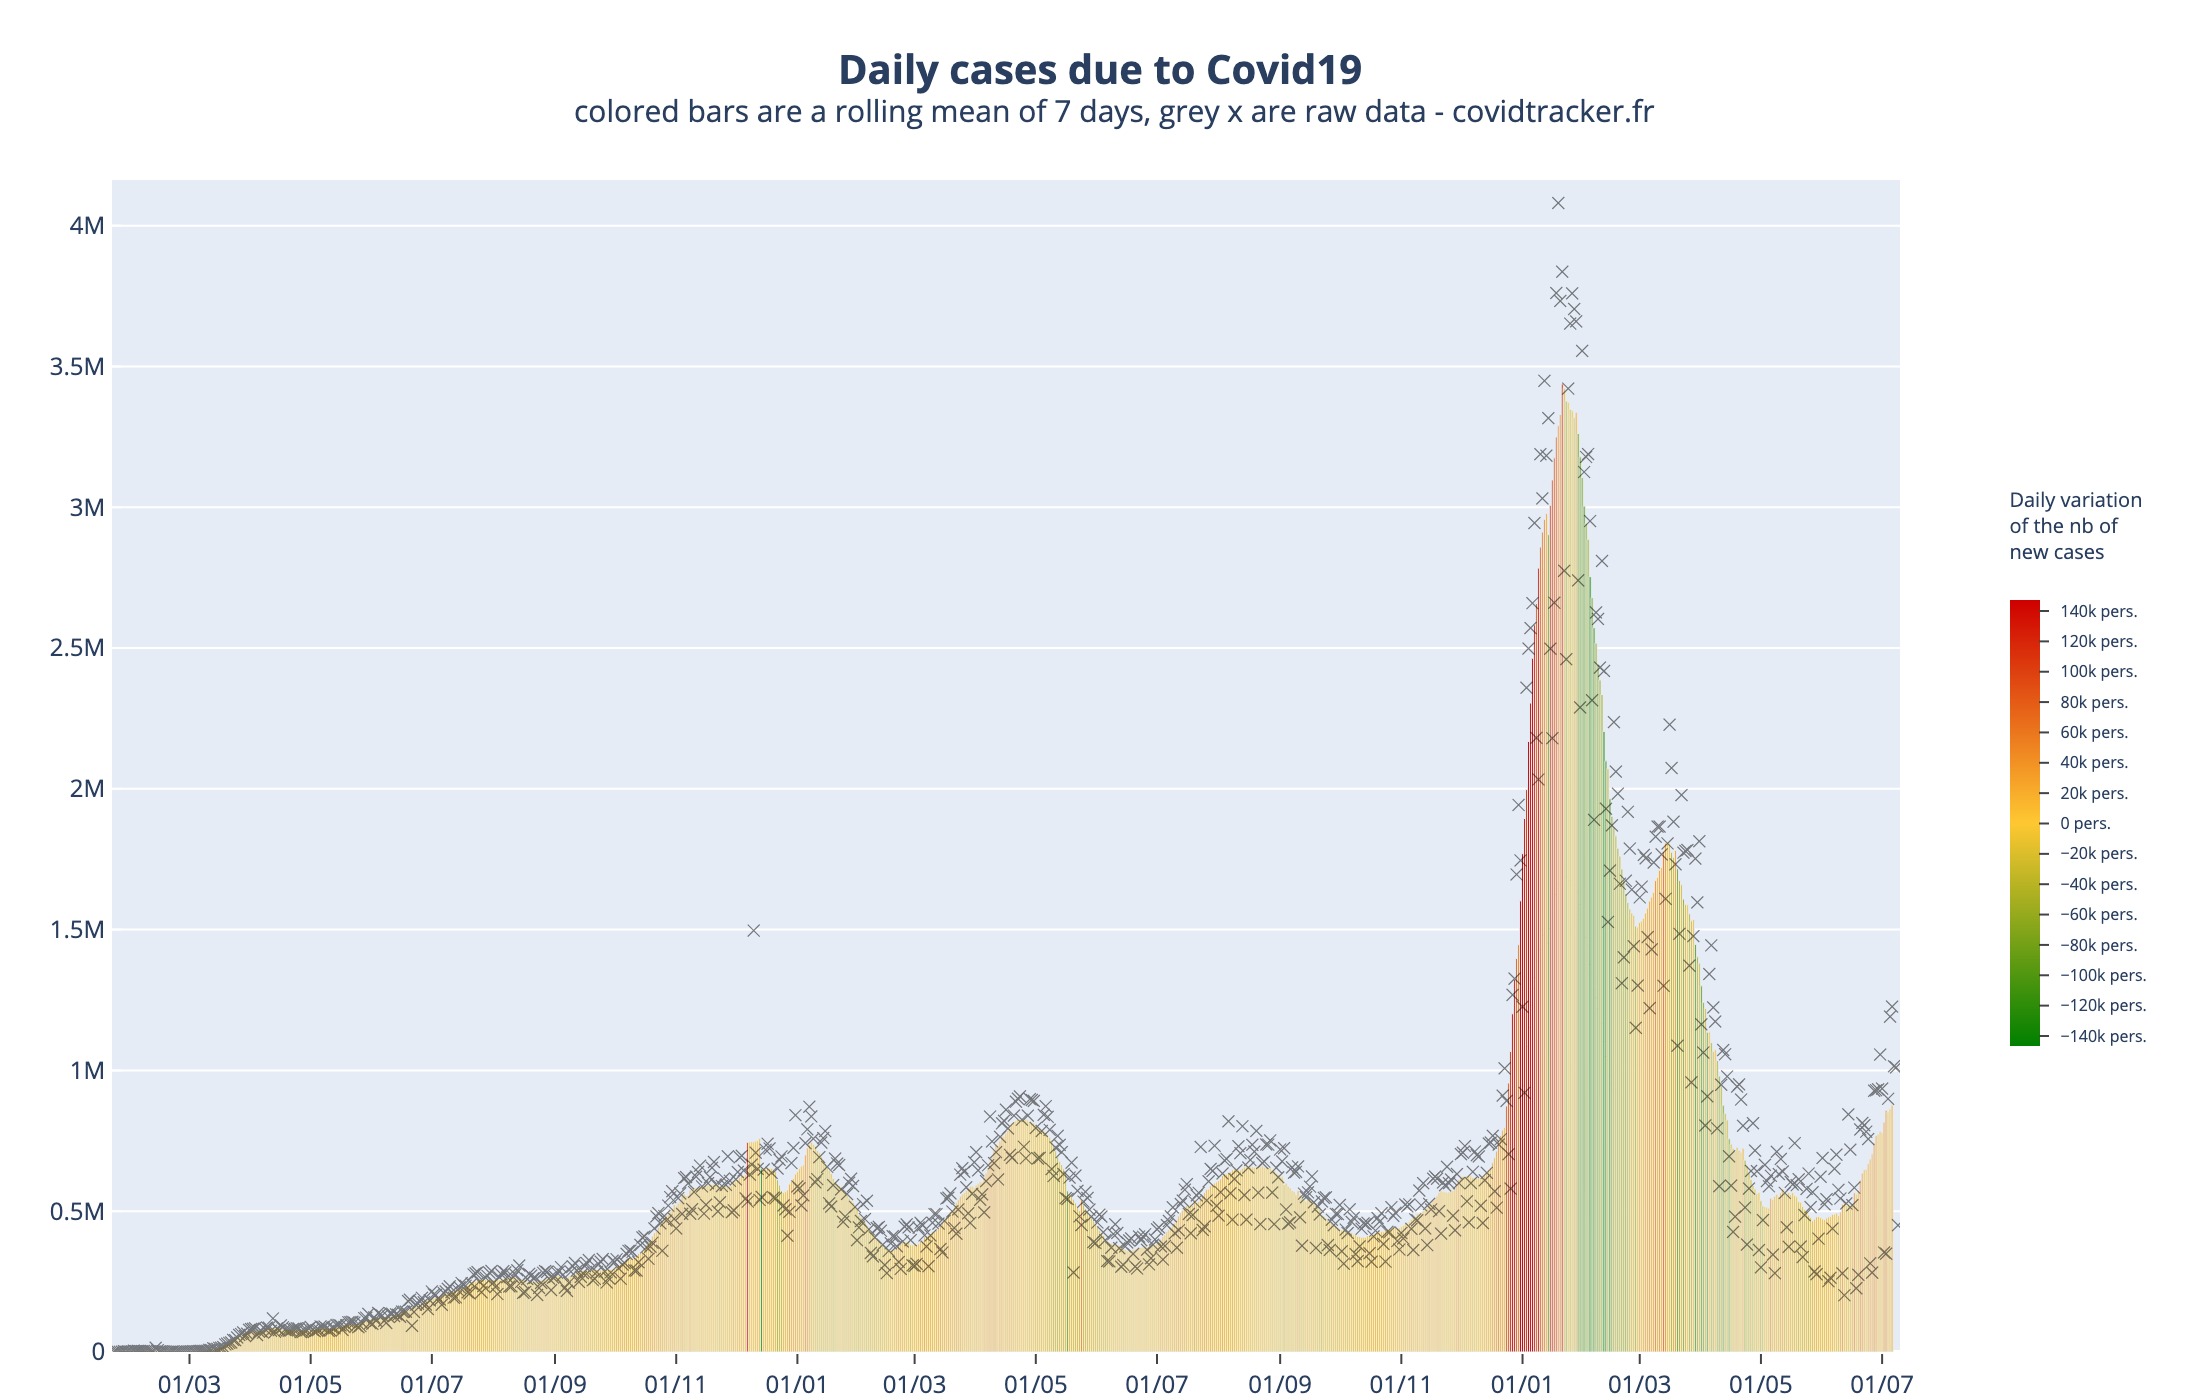 Daily cases due to Covid19
colored bars are a rolling mean of 7 days, grey x are raw data - covidtracker.fr
4M
3.5M
3M
2.5M
2M
1.5M
1M
0.5M
0
01/03 01/05 01/07 01/09 01/11 01/01 01/03 01/05 01/07 01/09 01/11 01/01 01/03 01/05 01/07
Daily variation
of the nb of
new cases
140k pers.
120k pers.
100k pers.
80k pers.
60k pers.
40k pers.
20k pers.
0 pers.
−20k pers.
−40k pers.
−60k pers.
−80k pers.
−100k pers.
−120k pers.
−140k pers.